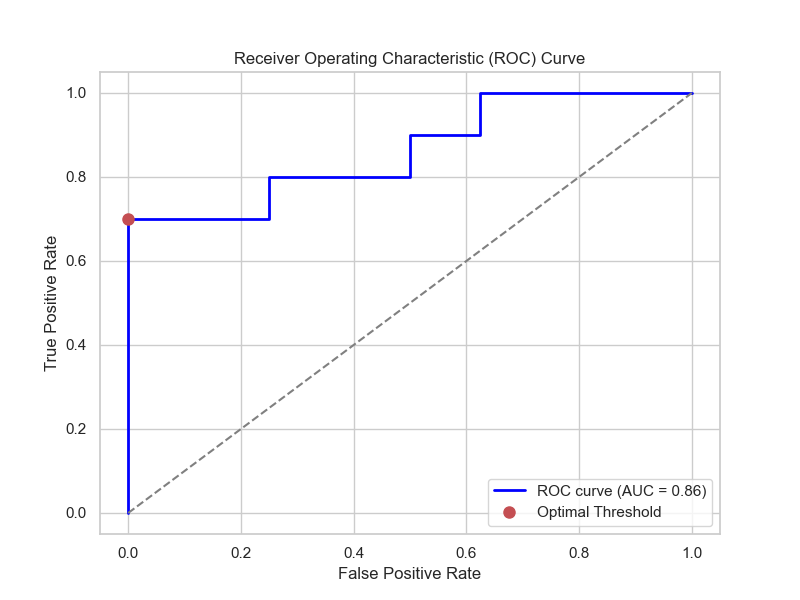 Receiver Operating Characteristic (ROC) Curve
1.0
0.8
0.6
0.4
0.2
0.0
True Positive Rate
0.0 0.2 0.4 0.6 0.8 1.0
False Positive Rate
ROC curve (AUC = 0.86)
Optimal Threshold